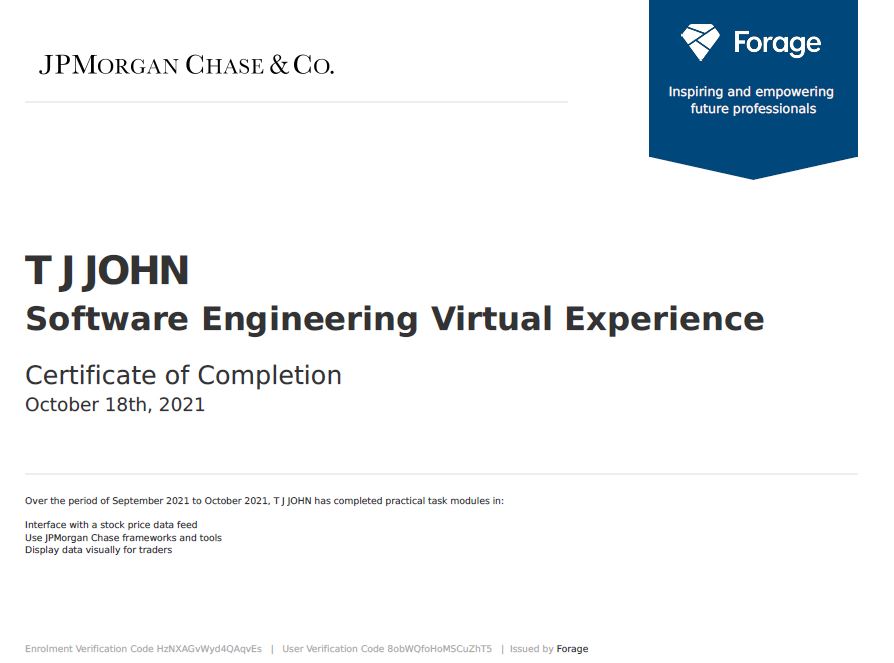 JPMORGAN CHASE & CO.
Forage
Inspiring and empowering
future professionals
T J JOHN
Software Engineering Virtual Experience
Certificate of Completion
October 18th, 2021
Over the period of September 2021 to October 2021, T J JOHN has completed practical task modules in:
Interface with a stock price data feed
Use JPMorgan Chase frameworks and tools
Display data visually for traders
Enrolment Verification Code HzNXAGvWyd4QAqvEs | User Verification Code 8obWQfoHoMSCuZhT5 | Issued by Forage